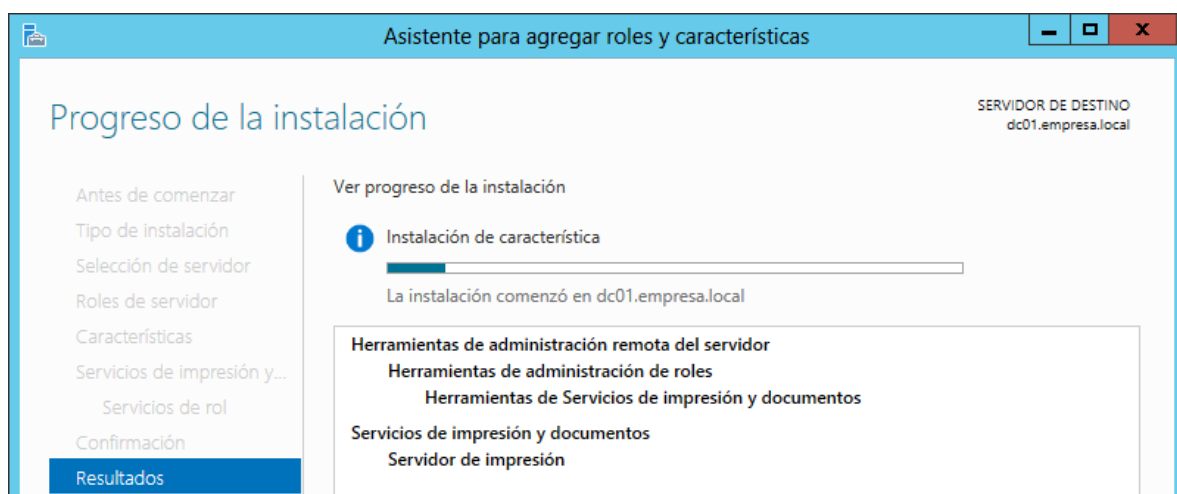 Asistente para agregar roles y características
Progreso de la instalación
SERVIDOR DE DESTINO
dc01.empresa.local
Antes de comenzar
Tipo de instalación
Selección de servidor
Roles de servidor
Características
Servicios de impresión y...
Servicios de rol
Confirmación
Resultados
Ver progreso de la instalación
Instalación de característica
La instalación comenzó en dc01.empresa.local
Herramientas de administración remota del servidor
Herramientas de administración de roles
Herramientas de Servicios de impresión y documentos
Servicios de impresión y documentos
Servidor de impresión